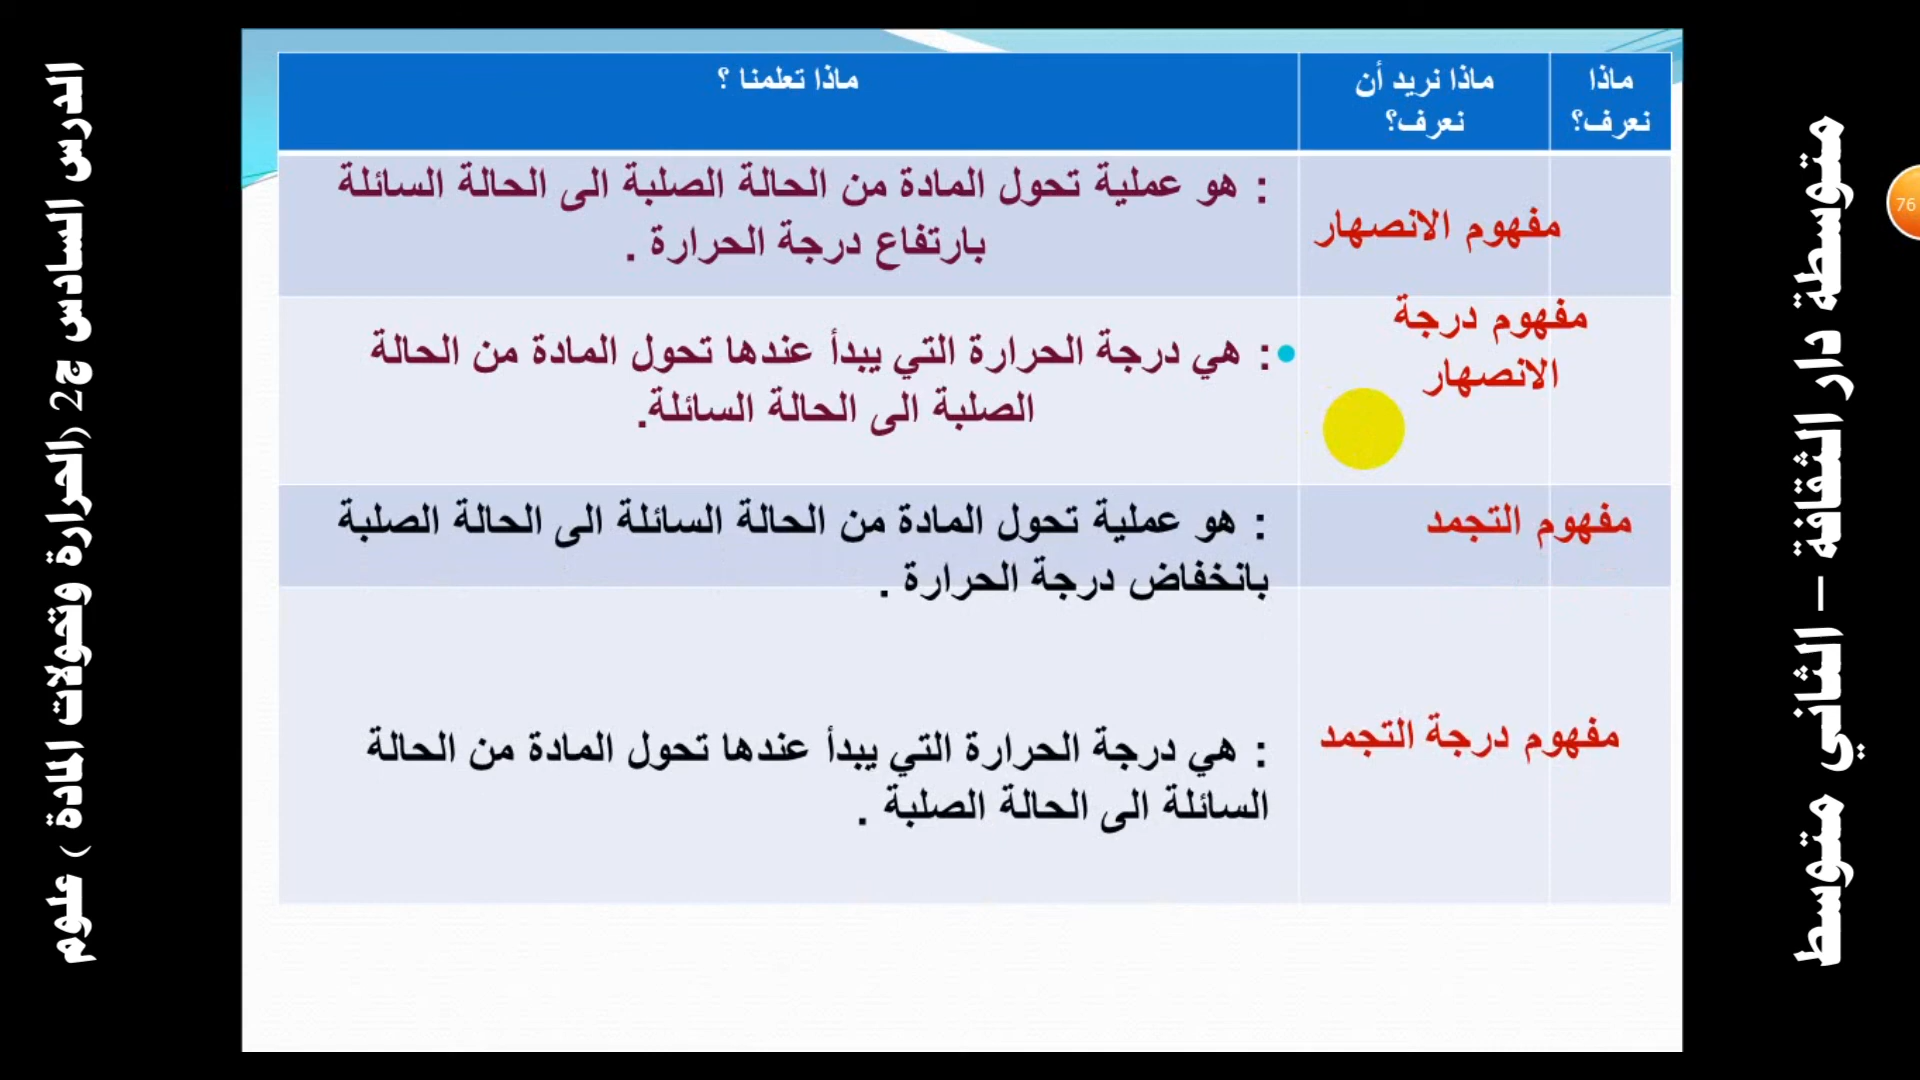 ماذا
نعرف؟
ماذا نريد أن
نعرف؟
ماذا تعلمنا ؟
مفهوم الانصهار
: هو عملية تحول المادة من الحالة الصلبة الى الحالة السائلة
بارتفاع درجة الحرارة .
مفهوم درجة
الانصهار
: هي درجة الحرارة التي يبدأ عندها تحول المادة من الحالة
الصلبة الى الحالة السائلة.
مفهوم التجمد
: هو عملية تحول المادة من الحالة السائلة الى الحالة الصلبة
بانخفاض درجة الحرارة .
مفهوم درجة التجمد
: هي درجة الحرارة التي يبدأ عندها تحول المادة من الحالة
السائلة الى الحالة الصلبة .
متوسطة دار الثقافة – الثاني متوسط
الدرس السادس ج2 (الحرارة وتحولات المادة ) علوم
76